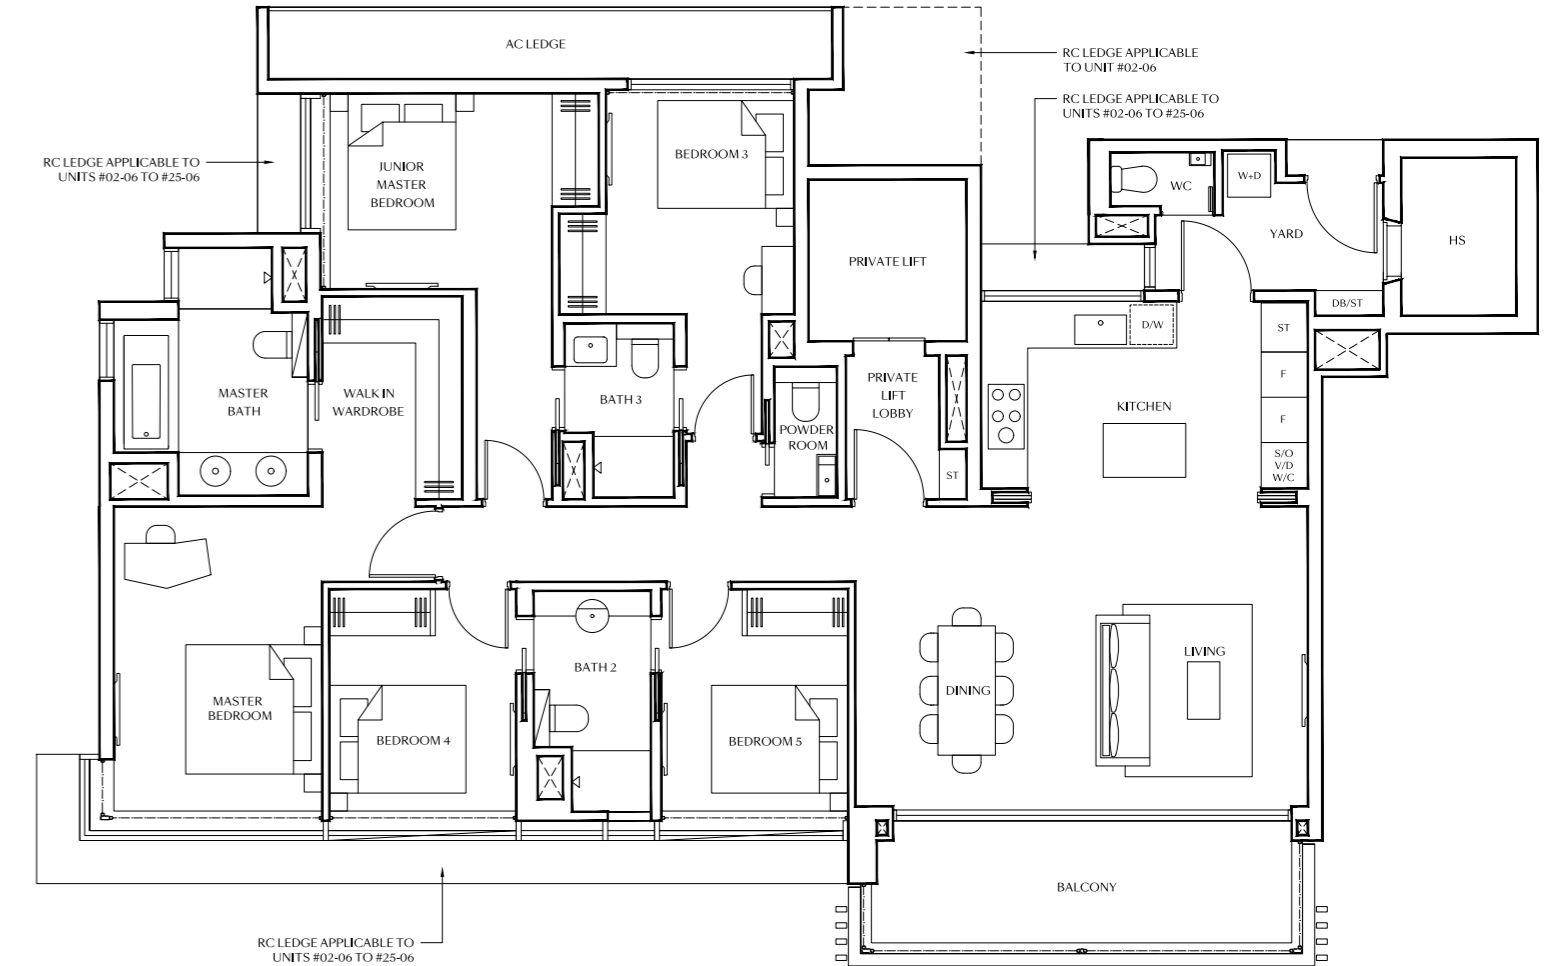 AC LEDGE
RC LEDGE APPLICABLE
TO UNIT #02-06
RC LEDGE APPLICABLE TO
UNITS #02-06 TO #25-06
RC LEDGE APPLICABLE TO
UNITS #02-06 TO #25-06
JUNIOR
MASTER
BEDROOM
BEDROOM 3
WC
W+D
YARD
HS
PRIVATE LIFT
DB/ST
D/W
ST
MASTER
BATH
WALK IN
WARDROBE
BATH 3
PRIVATE
LIFT
LOBBY
POWDER
ROOM
KITCHEN
F
F
S/O
V/D
W/C
ST
MASTER
BEDROOM
BEDROOM 4
BATH 2
BEDROOM 5
DINING
LIVING
BALCONY
RC LEDGE APPLICABLE TO
UNITS #02-06 TO #25-06